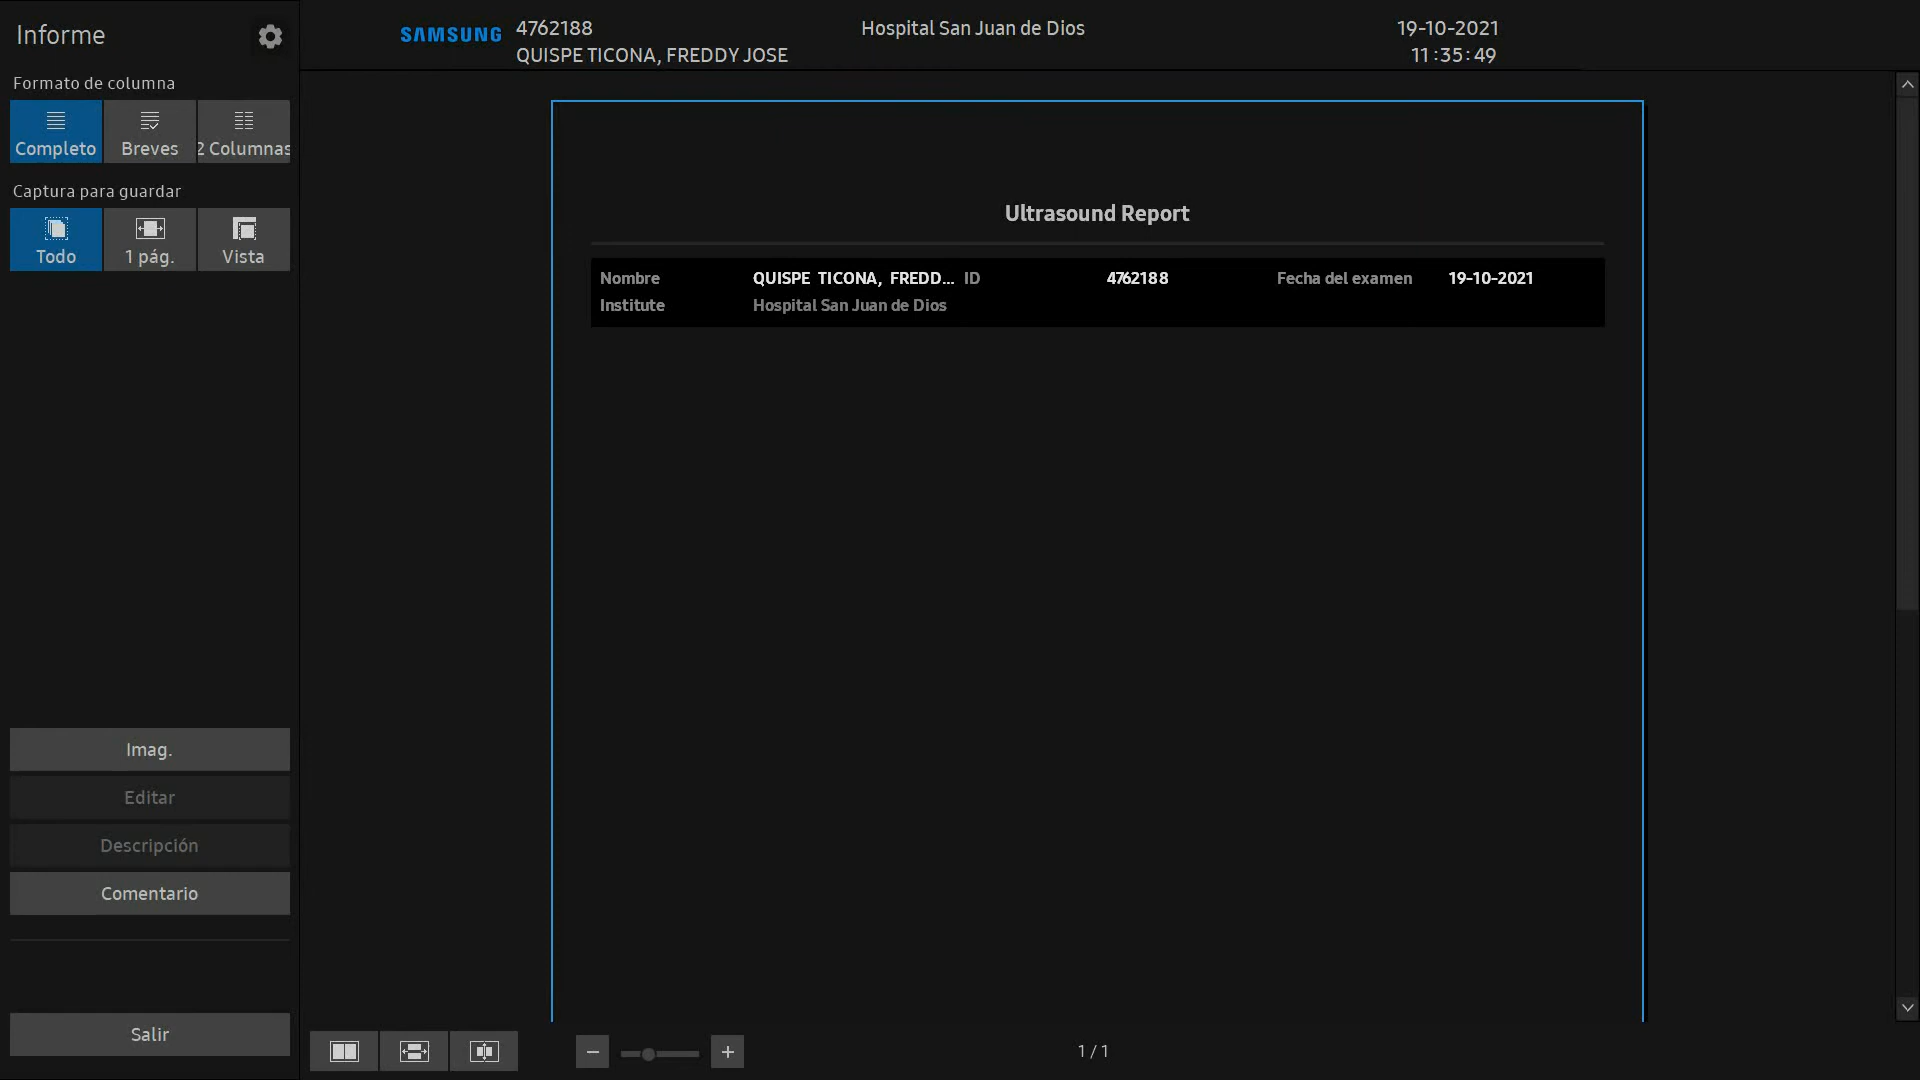 Informe
SAMSUNG
4762188
QUISPE TICONA, FREDDY JOSE
Hospital San Juan de Dios
19-10-2021
11:35:49
Formato de columna
Completo
Breves
2 Columnas
Captura para guardar
Todo
1 pág.
Vista
Ultrasound Report
Nombre QUISPE TICONA, FREDD... ID 4762188 Fecha del examen 19-10-2021
Institute Hospital San Juan de Dios
Imag.
Editar
Descripción
Comentario
Salir
1 / 1